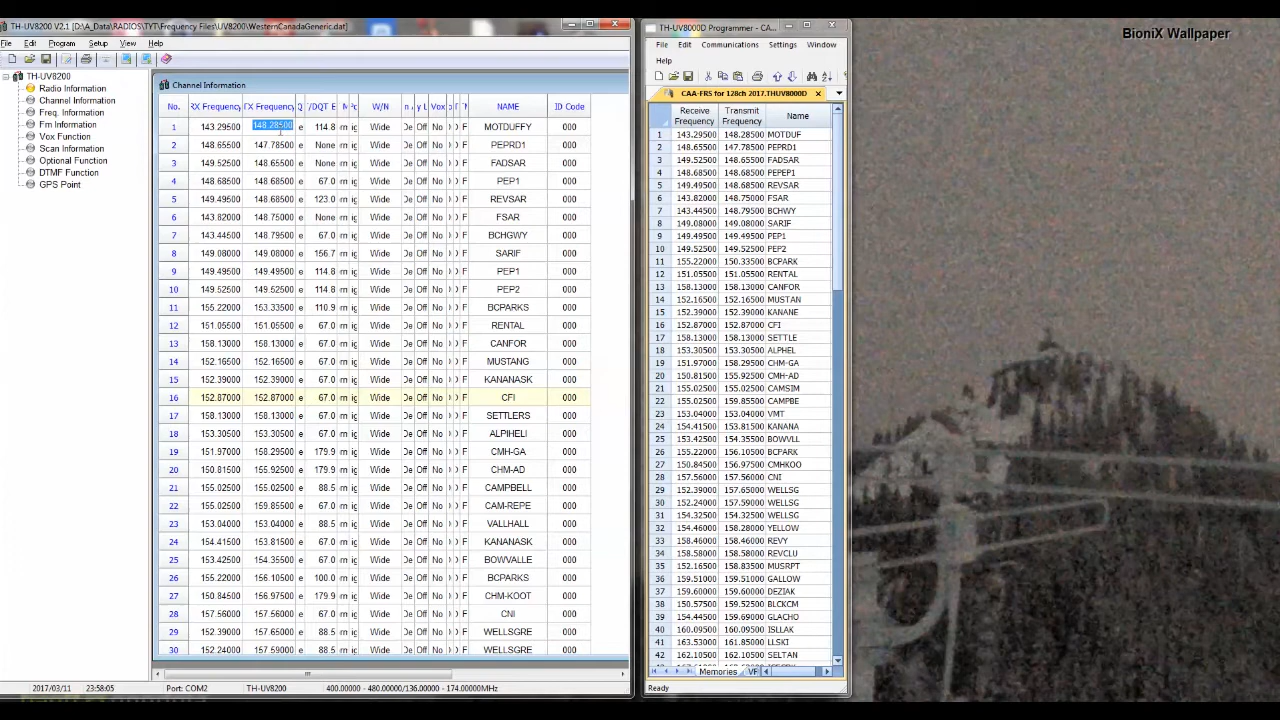 TH-UV8200 V2.1 [D:\A_Data\RADIOS\TYT\Frequency Files\UV8200\WesternCanadaGeneric.dat]
File Edit Program Setup View Help
TH-UV8200
Radio Information
Channel Information
Freq. Information
Fm Information
Vox Function
Scan Information
Optional Function
DTMF Function
GPS Point
Channel Information
No. RX Frequency TX Frequency W/N Vox NAME ID Code
1 143.29500 148.28500 e 114.8 Wide Off No F MOTDUFFY 000
2 148.65500 147.78500 e None Wide Off No F PEPRD1 000
3 149.52500 148.65500 e None Wide Off No F FADSAR 000
4 148.68500 148.68500 e 67.0 Wide Off No F PEP1 000
5 149.49500 148.68500 e 123.0 Wide Off No F REVSAR 000
6 143.82000 148.75000 e None Wide Off No F FSAR 000
7 143.44500 148.79500 e 67.0 Wide Off No F BCHGWY 000
8 149.08000 149.08000 e 156.7 Wide Off No F SARIF 000
9 149.49500 149.49500 e 114.8 Wide Off No F PEP1 000
10 149.52500 149.52500 e 114.8 Wide Off No F PEP2 000
11 155.22000 153.33500 e 110.9 Wide Off No F BCPARKS 000
12 151.05500 151.05500 e 67.0 Wide Off No F RENTAL 000
13 158.13000 158.13000 e 67.0 Wide Off No F CANFOR 000
14 152.16500 152.16500 e 67.0 Wide Off No F MUSTANG 000
15 152.39000 152.39000 e 67.0 Wide Off No F KANANASK 000
16 152.87000 152.87000 e 67.0 Wide Off No F CFI 000
17 158.13000 158.13000 e 67.0 Wide Off No F SETTLERS 000
18 153.30500 153.30500 e 67.0 Wide Off No F ALPIHELI 000
19 151.97000 158.29500 e 179.9 Wide Off No F CMH-GA 000
20 150.81500 155.92500 e 179.9 Wide Off No F CHM-AD 000
21 155.02500 155.02500 e 88.5 Wide Off No F CAMPBELL 000
22 155.02500 159.85500 e 88.5 Wide Off No F CAM-REPE 000
23 153.04000 153.04000 e 88.5 Wide Off No F VALLHALL 000
24 154.41500 153.81500 e 67.0 Wide Off No F KANANASK 000
25 153.42500 154.35500 e 88.5 Wide Off No F BOWVALLE 000
26 155.22000 156.10500 e 100.0 Wide Off No F BCPARKS 000
27 150.84500 156.97500 e 179.9 Wide Off No F CHM-KOOT 000
28 157.56000 157.56000 e 67.0 Wide Off No F CNI 000
29 152.39000 157.65000 e 88.5 Wide Off No F WELLSGRE 000
30 152.24000 157.59000 e 88.5 Wide Off No F WELLSGRE 000
2017/03/11 23:58:05 Port: COM2 TH-UV8200 400.00000 - 480.00000/136.00000 - 174.00000MHz
TH-UV8000D Programmer - CA...
File Edit Communications Settings Window
Help
CAA-FRS for 128ch 2017.THUV8000D
Receive Frequency Transmit Frequency Name
1 143.29500 148.28500 MOTDUF
2 148.65500 147.78500 PEPRD1
3 149.52500 148.65500 FADSAR
4 148.68500 148.68500 PEPEP1
5 149.49500 148.68500 REVSAR
6 143.82000 148.75000 FSAR
7 143.44500 148.79500 BCHWY
8 149.08000 149.08000 SARIF
9 149.49500 149.49500 PEP1
10 149.52500 149.52500 PEP2
11 155.22000 150.33500 BCPARK
12 151.05500 151.05500 RENTAL
13 158.13000 158.13000 CANFOR
14 152.16500 152.16500 MUSTAN
15 152.39000 152.39000 KANANE
16 152.87000 152.87000 CFI
17 158.13000 158.13000 SETTLE
18 153.30500 153.30500 ALPHEL
19 151.97000 158.29500 CHM-GA
20 150.81500 155.92500 CMH-AD
21 155.02500 155.02500 CAMSIM
22 155.02500 159.85500 CAMPBE
23 153.04000 153.04000 VMT
24 154.41500 153.81500 KANANA
25 153.42500 154.35500 BOWVLL
26 155.22000 156.10500 BCPARK
27 150.84500 156.97500 CMHKOO
28 157.56000 157.56000 CNI
29 152.39000 157.65000 WELLSG
30 152.24000 157.59000 WELLSG
31 154.32500 154.32500 WELLSG
32 154.46000 158.28000 YELLOW
33 158.46000 158.46000 REVY
34 158.58000 158.58000 REVCLU
35 152.16500 158.83500 MUSRPT
36 159.51000 159.51000 GALLOW
37 159.60000 159.60000 DEZIAK
38 150.57500 159.52500 BLCKCM
39 154.44500 159.69000 GLACHO
40 160.09500 160.09500 ISLLAK
41 163.53000 161.85000 LLSKI
42 162.10500 162.10500 SELTAN
Memories VF
Ready
BioniX Wallpaper